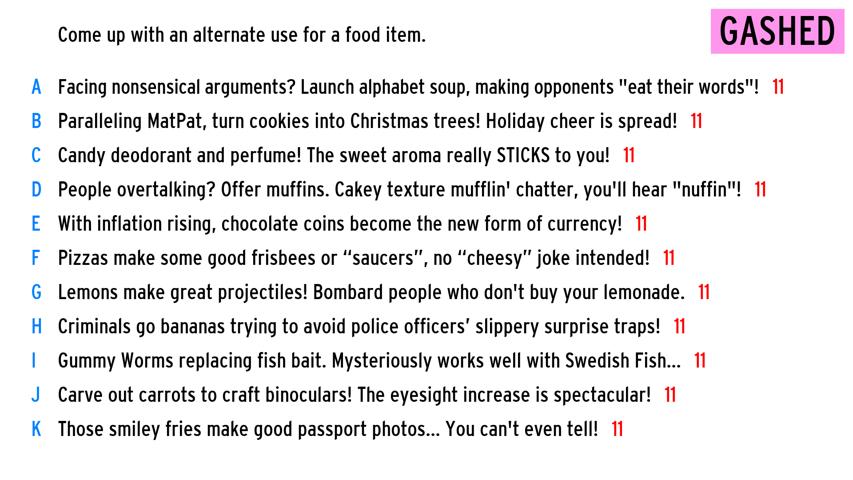 Come up with an alternate use for a food item.
GASHED
A Facing nonsensical arguments? Launch alphabet soup, making opponents "eat their words"! 11
B Paralleling MatPat, turn cookies into Christmas trees! Holiday cheer is spread! 11
C Candy deodorant and perfume! The sweet aroma really STICKS to you! 11
D People overtalking? Offer muffins. Cakey texture mufflin' chatter, you'll hear "nuffin"! 11
E With inflation rising, chocolate coins become the new form of currency! 11
F Pizzas make some good frisbees or “saucers”, no “cheesy” joke intended! 11
G Lemons make great projectiles! Bombard people who don't buy your lemonade. 11
H Criminals go bananas trying to avoid police officers’ slippery surprise traps! 11
I Gummy Worms replacing fish bait. Mysteriously works well with Swedish Fish... 11
J Carve out carrots to craft binoculars! The eyesight increase is spectacular! 11
K Those smiley fries make good passport photos... You can't even tell! 11